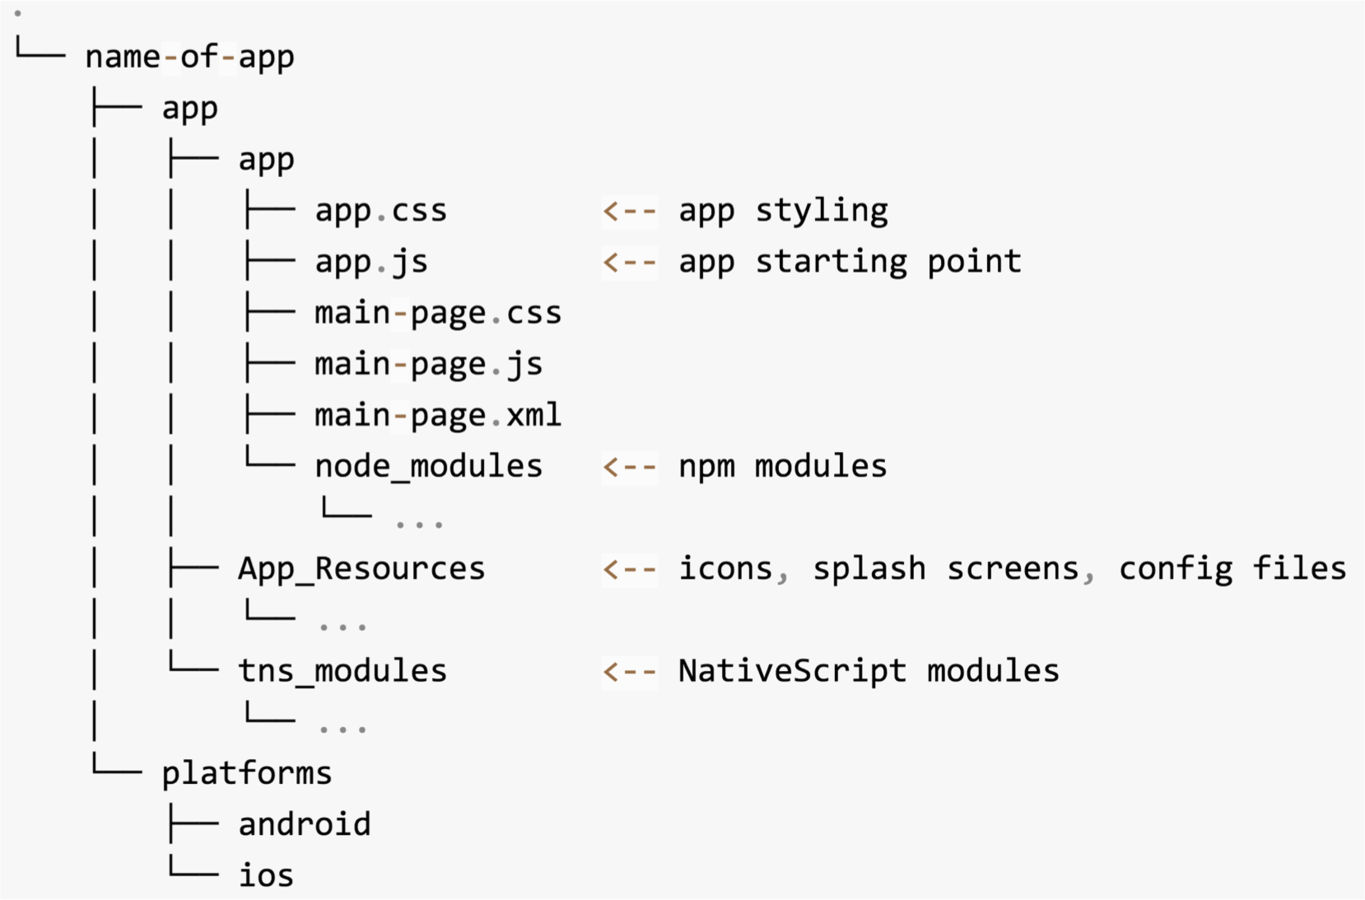 .
└── name-of-app
    ├── app
    │   ├── app
    │   │   ├── app.css        <-- app styling
    │   │   ├── app.js         <-- app starting point
    │   │   ├── main-page.css
    │   │   ├── main-page.js
    │   │   ├── main-page.xml
    │   │   └── node_modules   <-- npm modules
    │   │       └── ...
    │   ├── App_Resources      <-- icons, splash screens, config files
    │   │   └── ...
    │   └── tns_modules        <-- NativeScript modules
    │       └── ...
    └── platforms
        ├── android
        └── ios